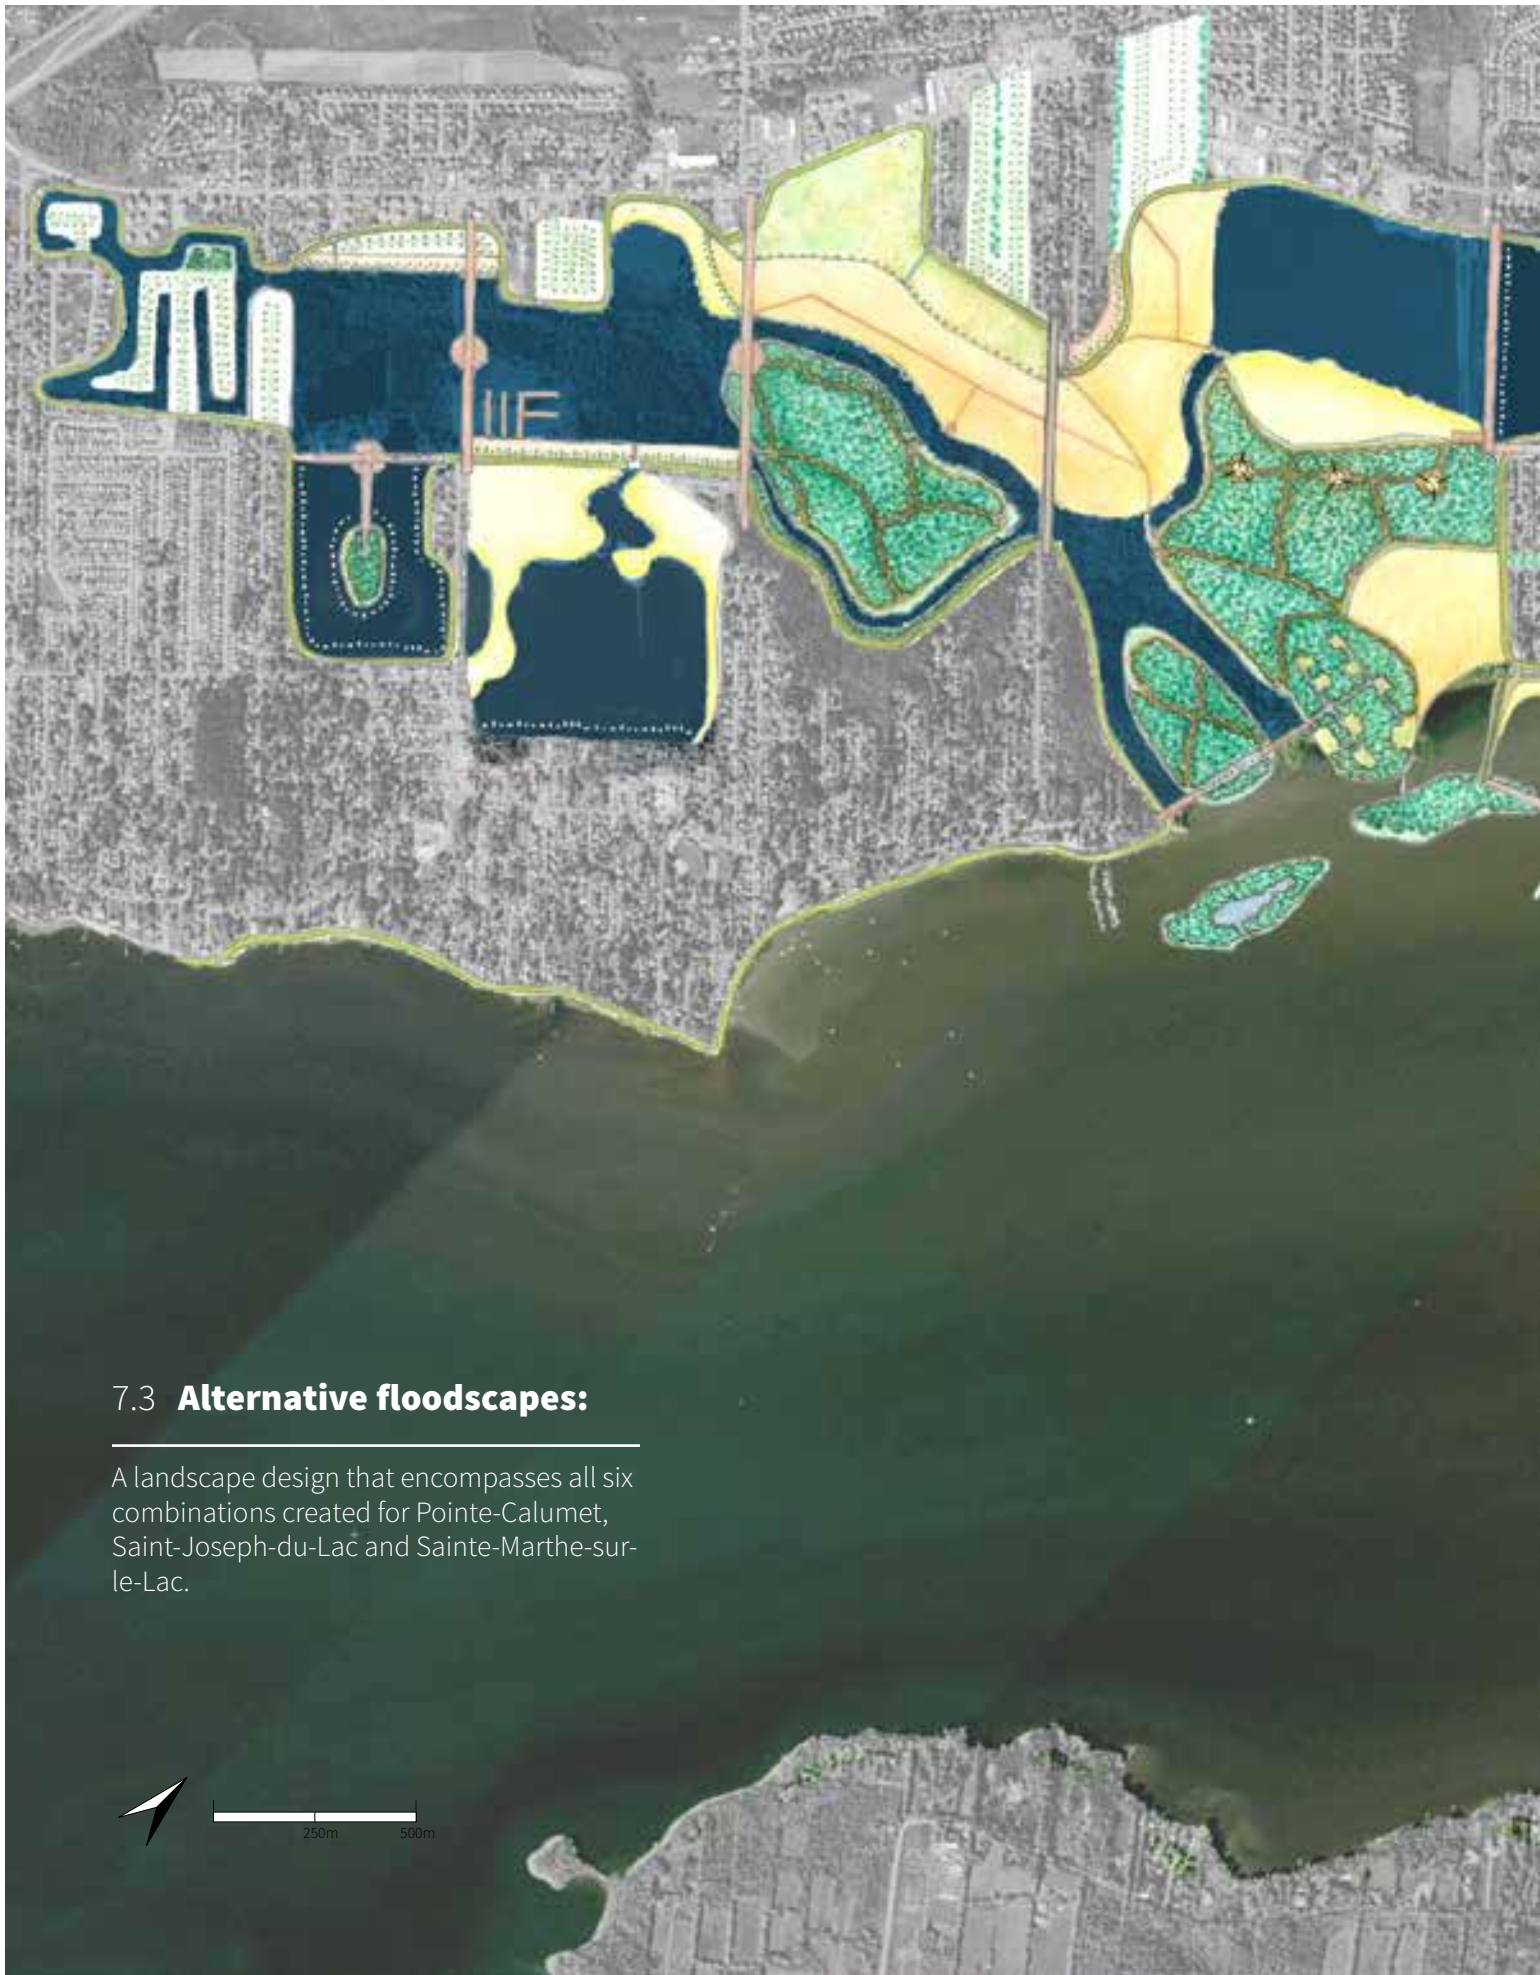 7.3 Alternative floodscapes:
A landscape design that encompasses all six
combinations created for Pointe-Calumet,
Saint-Joseph-du-Lac and Sainte-Marthe-sur-
le-Lac.
250m 500m